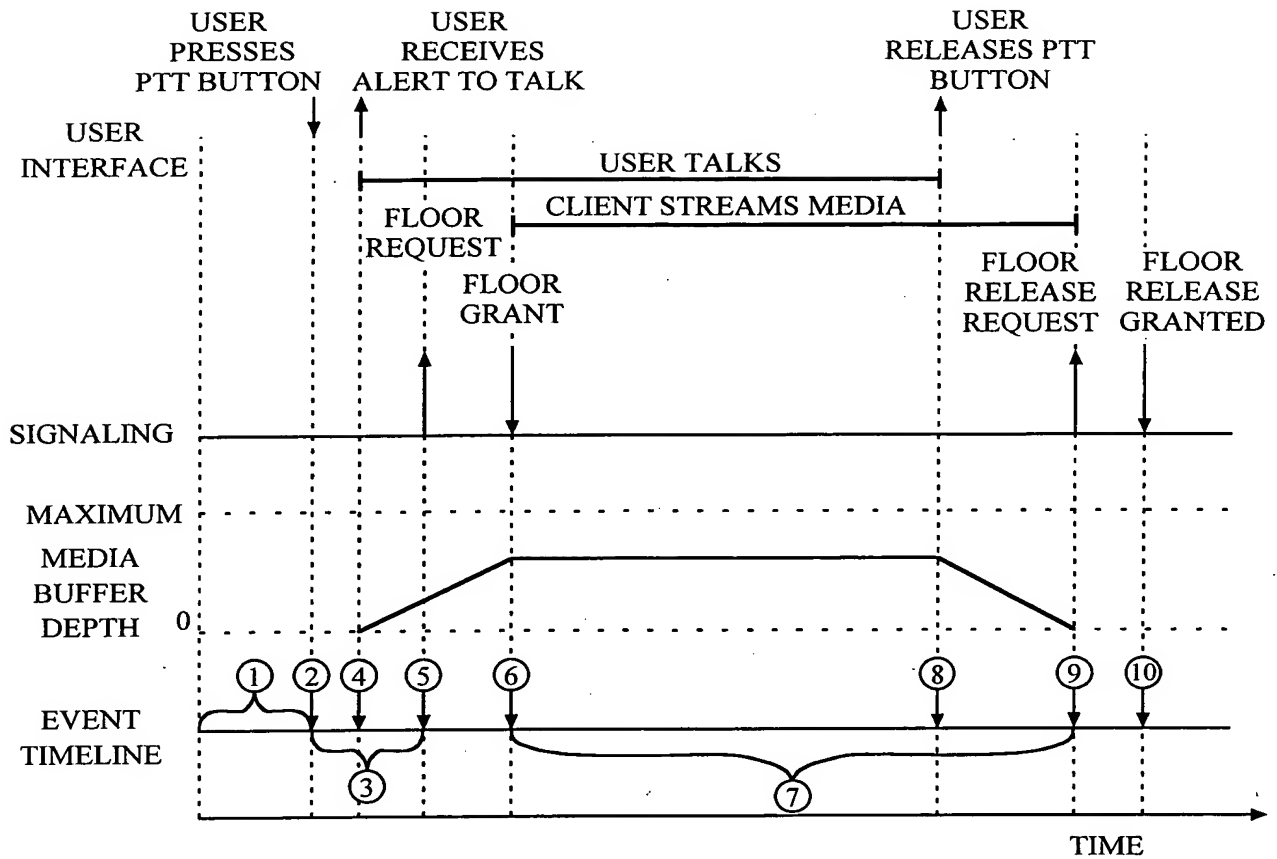 USER
PRESSES
PTT BUTTON
USER
RECEIVES
ALERT TO TALK
USER
RELEASES PTT
BUTTON
USER
INTERFACE
USER TALKS
CLIENT STREAMS MEDIA
FLOOR
REQUEST
FLOOR
GRANT
FLOOR
RELEASE
REQUEST
FLOOR
RELEASE
GRANTED
SIGNALING
MAXIMUM
MEDIA
BUFFER
DEPTH
0
1
2
4
5
6
8
9
10
EVENT
TIMELINE
3
7
TIME